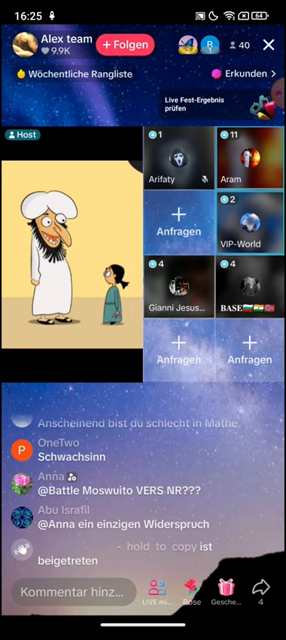 16:25
64
Alex team
9.9K
+ Folgen
R
1
40
Wöchentliche Rangliste
Erkunden >
Live Fest-Ergebnis
prüfen
Host
1
11
Arifaty
Aram
Anfragen
2
VIP-World
4
4
Gianni Jesus...
BASE
Anfragen
Anfragen
Anscheinend bist du schlecht in Mathe
P
OneTwo
Schwachsinn
Anna
@Battle Moswuito VERS NR???
Abu Israfil
@Anna ein einzigen Widerspruch
- hold to copy ist
beigetreten
Kommentar hinz...
LIVE mi...
Rose
Gesche...
4